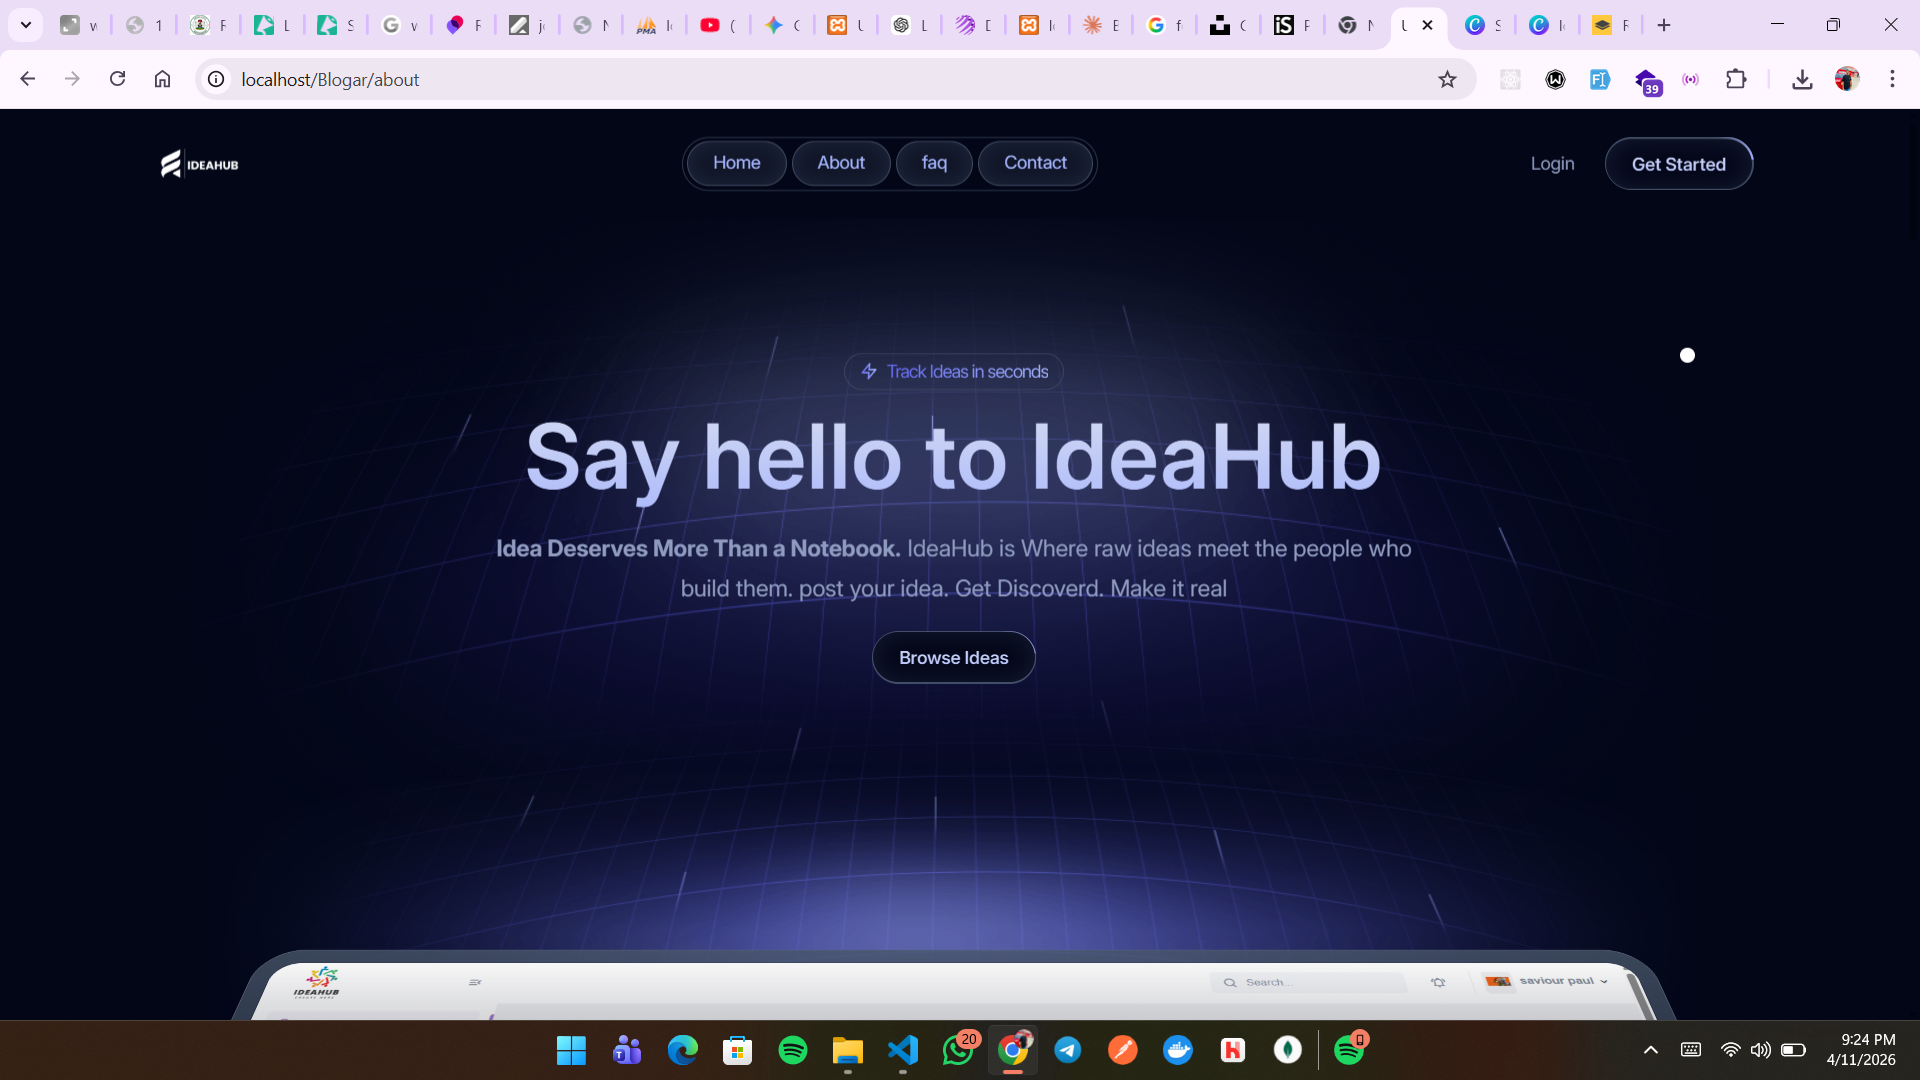 localhost/Blogar/about
39
IDEAHUB
Home
About
faq
Contact
Login
Get Started
Track Ideas in seconds
Say hello to IdeaHub
Idea Deserves More Than a Notebook. IdeaHub is Where raw ideas meet the people who
build them. post your idea. Get Discoverd. Make it real
Browse Ideas
IDEAHUB
Search...
saviour paul
20
9:24 PM
4/11/2026